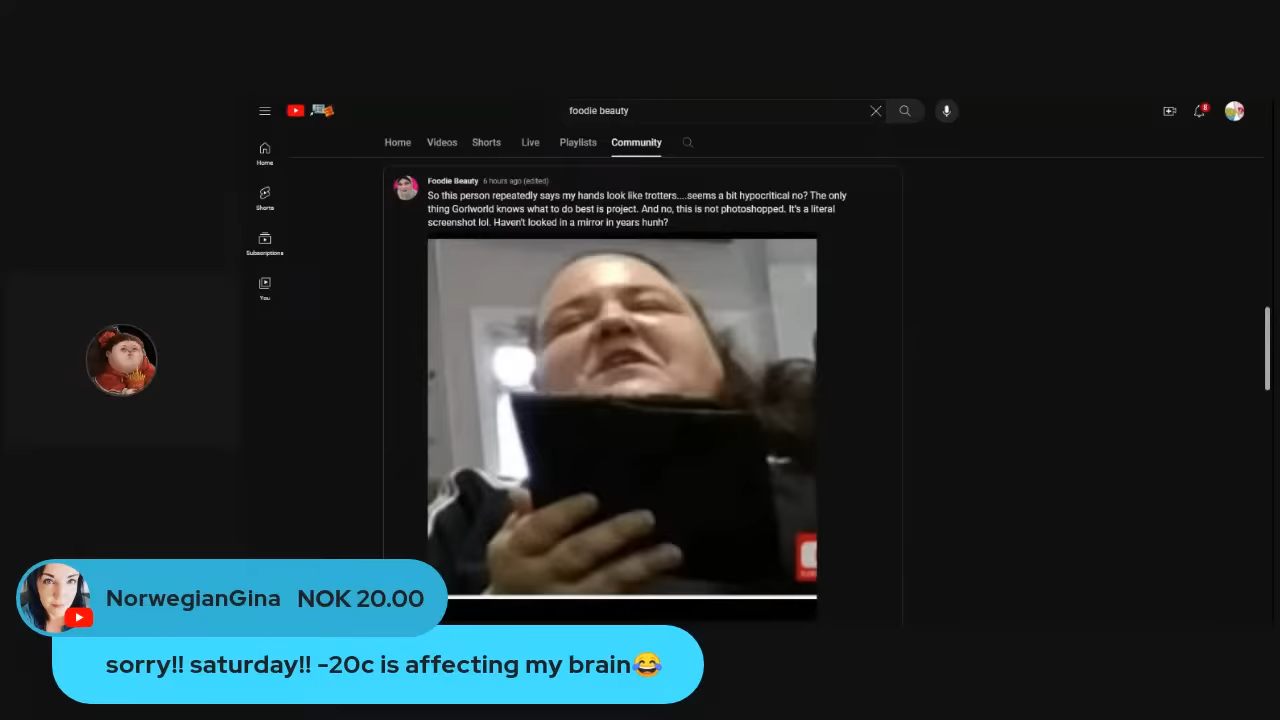 foodie beauty
8
Home
Videos
Shorts
Live
Playlists
Community
Home
Shorts
Subscriptions
You
Foodie Beauty 6 hours ago (edited)
So this person repeatedly says my hands look like trotters....seems a bit hypocritical no? The only
thing Gorlworld knows what to do best is project. And no, this is not photoshopped. It's a literal
screenshot lol. Haven't looked in a mirror in years hunh?
NorwegianGina NOK 20.00
sorry!! saturday!! -20c is affecting my brain😂